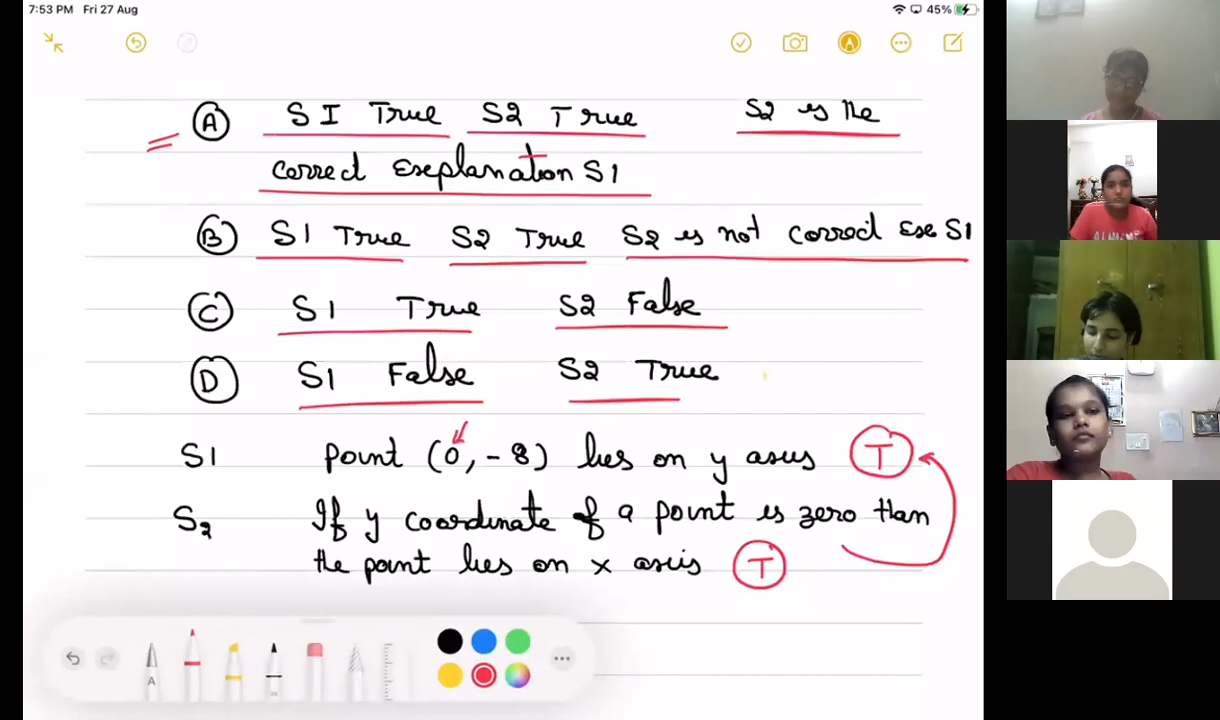 7:53 PM Fri 27 Aug
45%
A SI True S2 True S2 is the
correct Explanation S1
B S1 True S2 True S2 is not correct Exe S1
C S1 True S2 False
D S1 False S2 True
S1 point (0, -8) lies on y axis T
S2 If y coordinate of a point is zero than
the point lies on x axis T
A